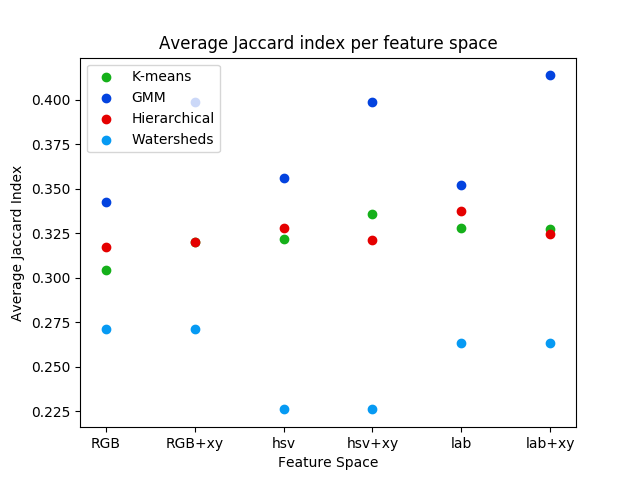 Average Jaccard index per feature space
K-means
GMM
Hierarchical
Watersheds
Average Jaccard Index
0.400
0.375
0.350
0.325
0.300
0.275
0.250
0.225
RGB RGB+xy hsv hsv+xy lab lab+xy
Feature Space